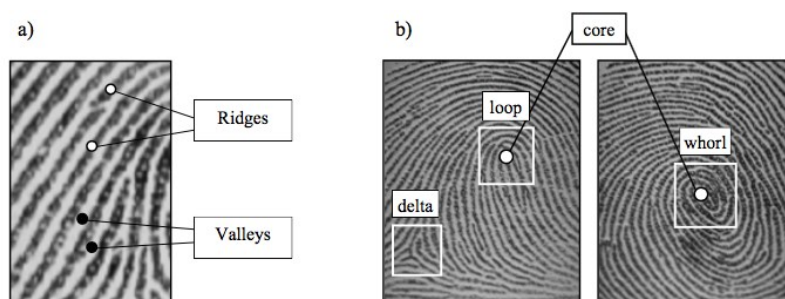 a)
Ridges
Valleys
b)
core
loop
whorl
delta